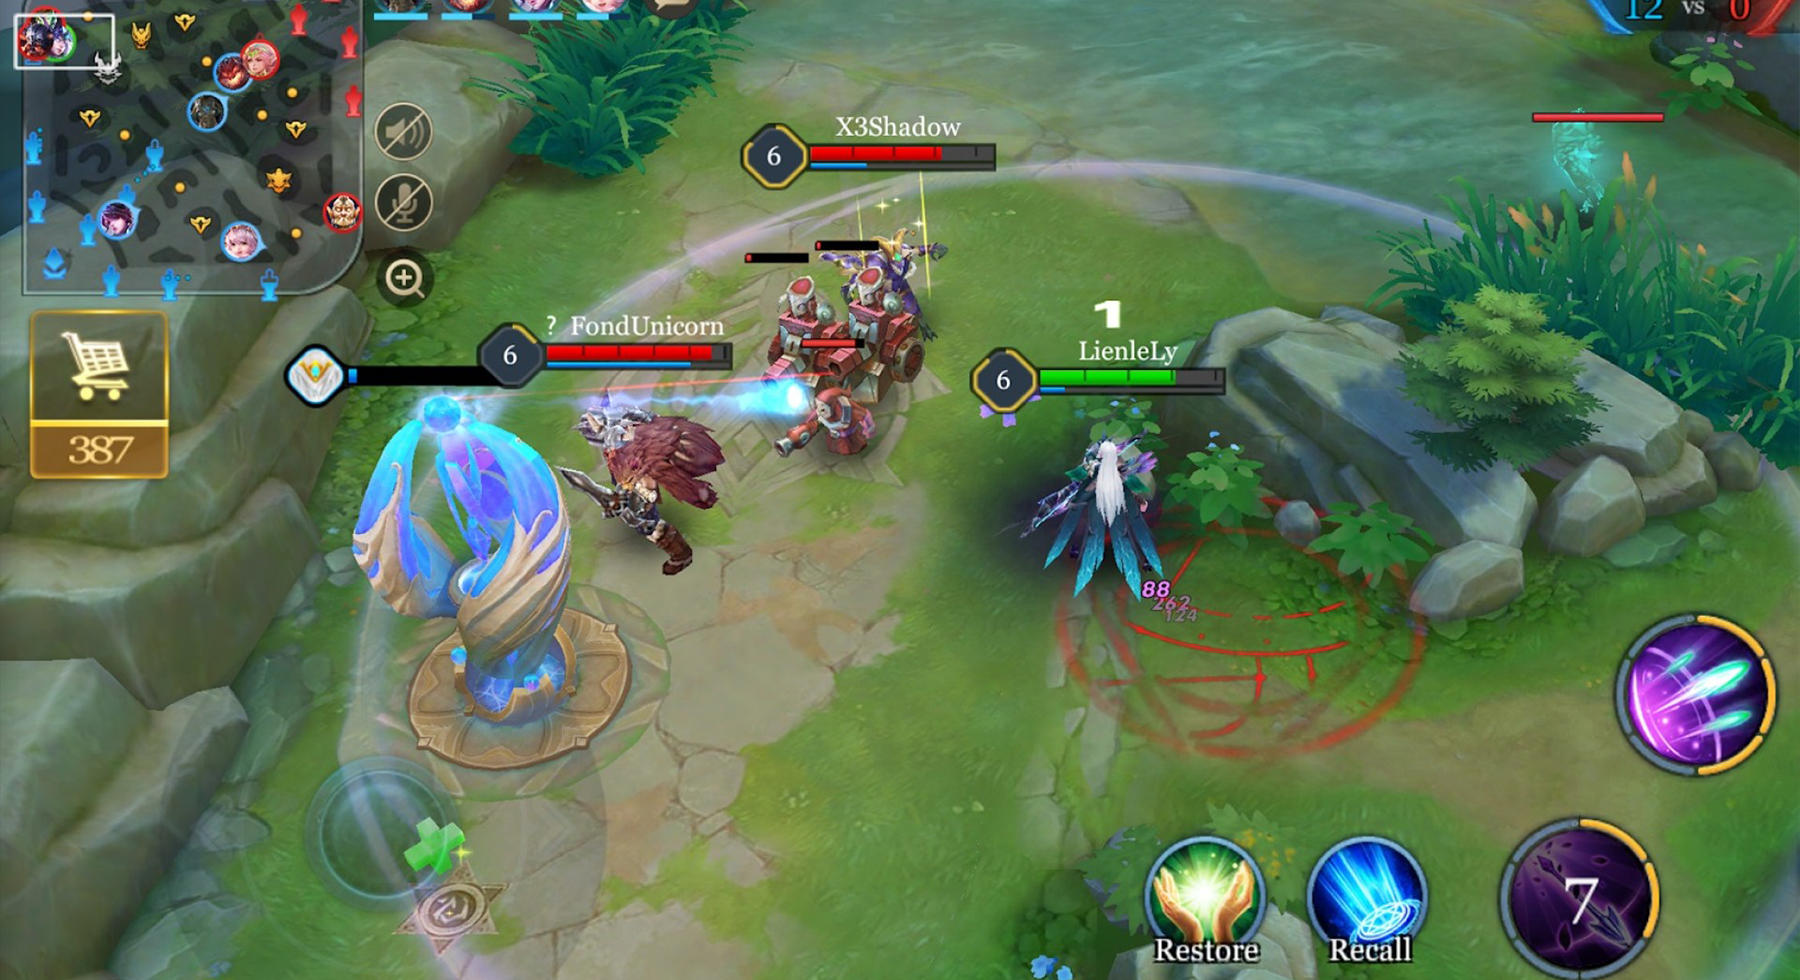 12 vs 0
X3Shadow
6
? FondUnicorn
6
1
LienleLy
6
387
88
262
124
7
Restore
Recall